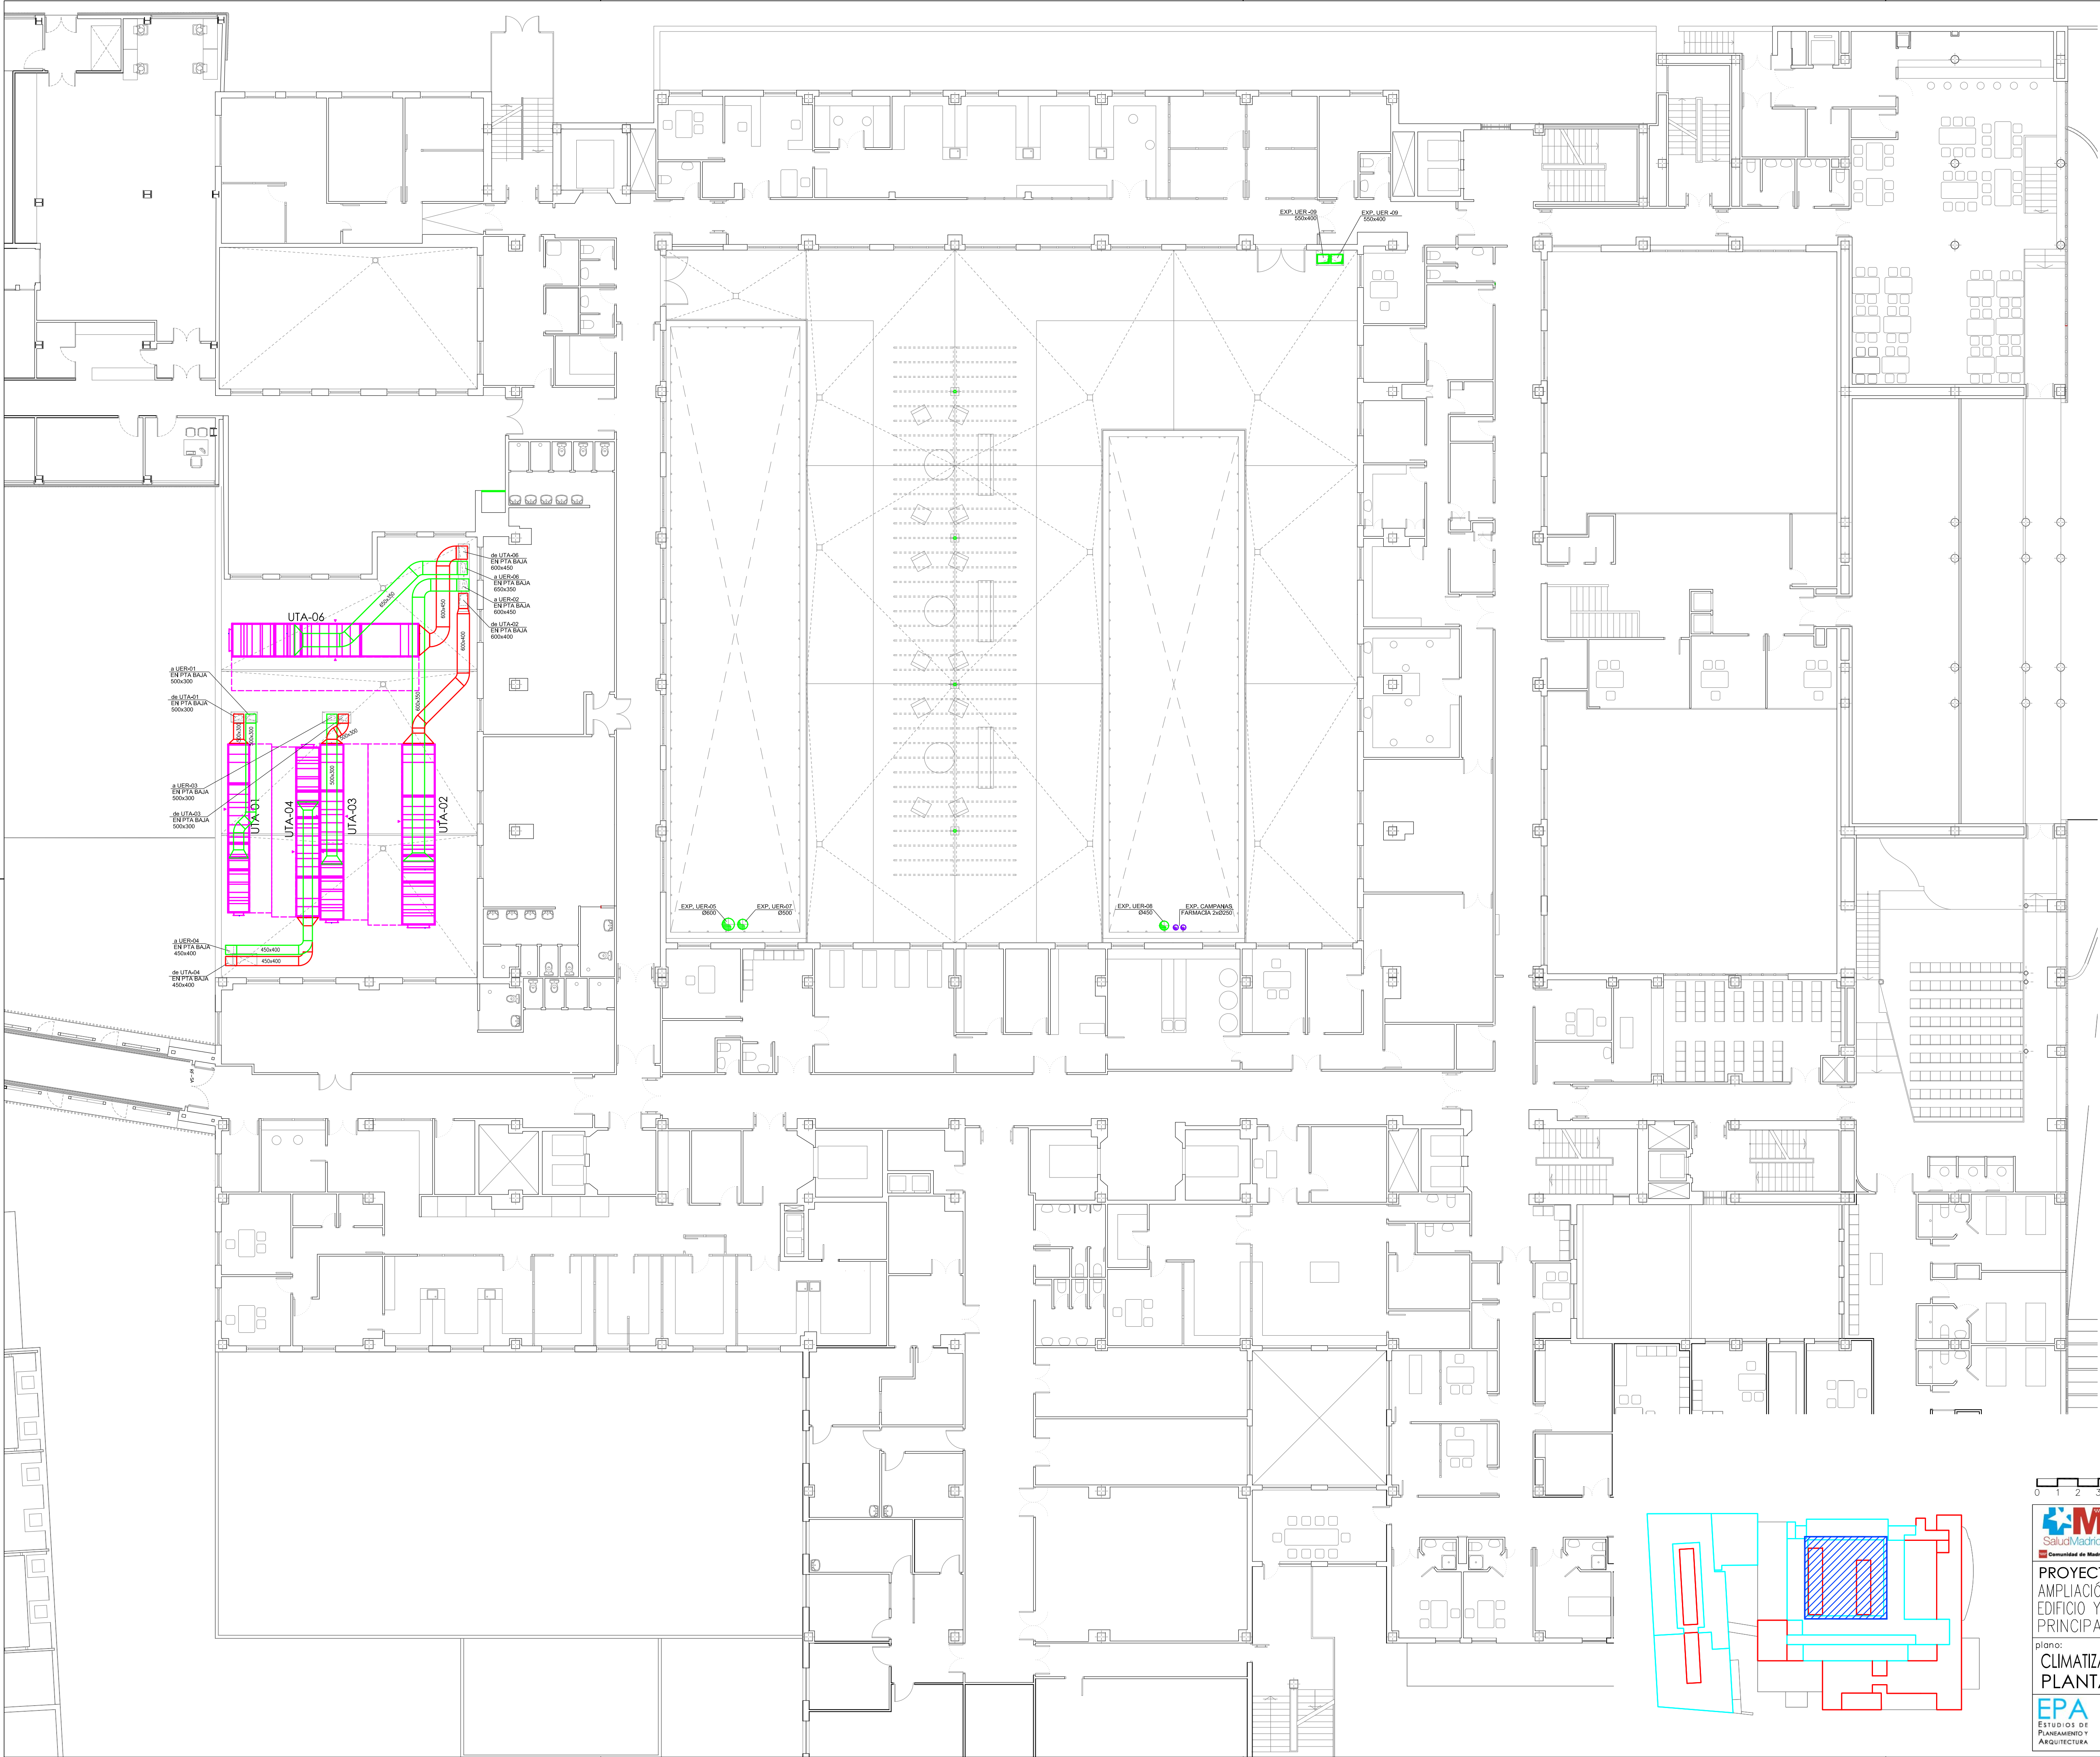 EXP. UER -09
550x400
EXP. UER -09
550x400
de UTA-06
EN PTA BAJA
600x450
a UER-06
EN PTA BAJA
650x350
a UER-02
EN PTA BAJA
600x450
de UTA-02
EN PTA BAJA
600x400
650x350
600x450
600x400
600x350
UTA-06
a UER-01
EN PTA BAJA
500x300
de UTA-01
EN PTA BAJA
500x300
500x300
500x300
500x300
500x300
a UER-03
EN PTA BAJA
500x300
de UTA-03
EN PTA BAJA
500x300
UTA-01
UTA-04
UTA-03
UTA-02
a UER-04
EN PTA BAJA
450x400
de UTA-04
EN PTA BAJA
450x400
450x400
450x400
EXP. UER-05
Ø600
EXP. UER-07
Ø500
EXP. UER-08
Ø450
EXP. CAMPANAS
FARMACIA 2xØ250
0 1 2 3
M
SaludMadrid
Comunidad de Madr
PROYECT
AMPLIACIÓ
EDIFICIO Y
PRINCIPA
plano:
CLIMATIZA
PLANTA
EPA
ESTUDIOS DE
PLANEAMIENTO Y
ARQUITECTURA